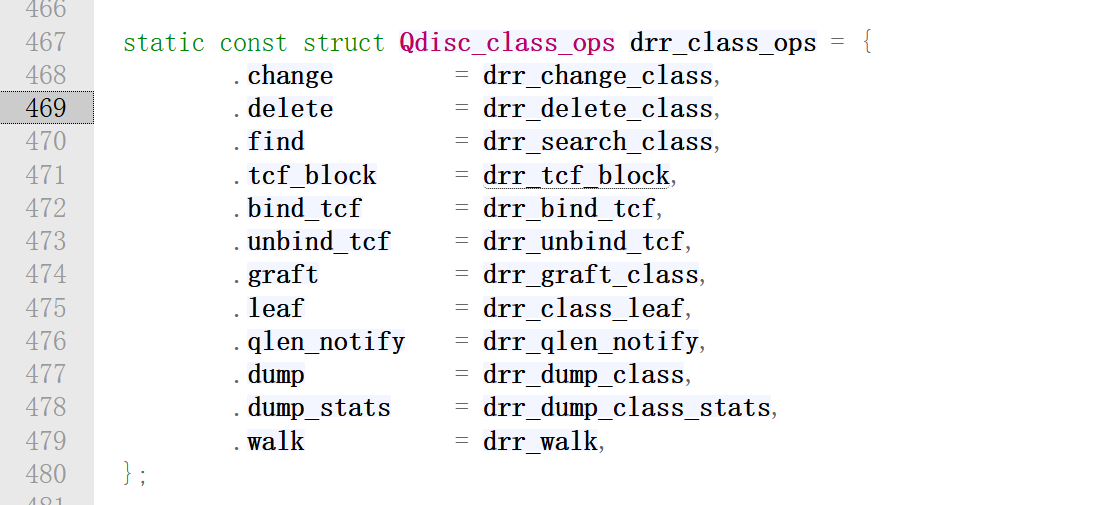 466
467 static const struct Qdisc_class_ops drr_class_ops = {
468 .change = drr_change_class,
469 .delete = drr_delete_class,
470 .find = drr_search_class,
471 .tcf_block = drr_tcf_block,
472 .bind_tcf = drr_bind_tcf,
473 .unbind_tcf = drr_unbind_tcf,
474 .graft = drr_graft_class,
475 .leaf = drr_class_leaf,
476 .qlen_notify = drr_qlen_notify,
477 .dump = drr_dump_class,
478 .dump_stats = drr_dump_class_stats,
479 .walk = drr_walk,
480 };
481